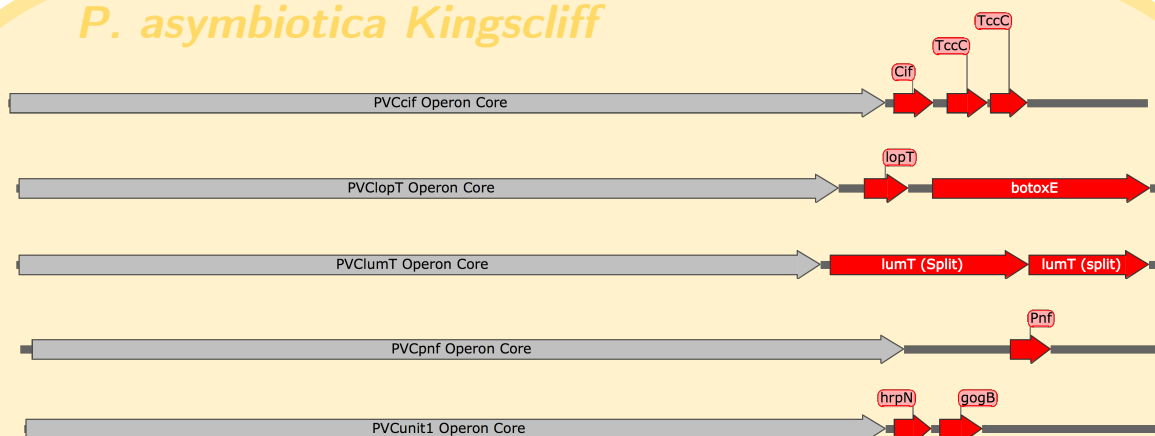 P. asymbiotica Kingscliff
TccC
TccC
Cif
PVCcif Operon Core
lopT
PVClopT Operon Core
botoxE
PVClumT Operon Core
lumT (Split)
lumT (split)
Pnf
PVCpnf Operon Core
hrpN
gogB
PVCunit1 Operon Core